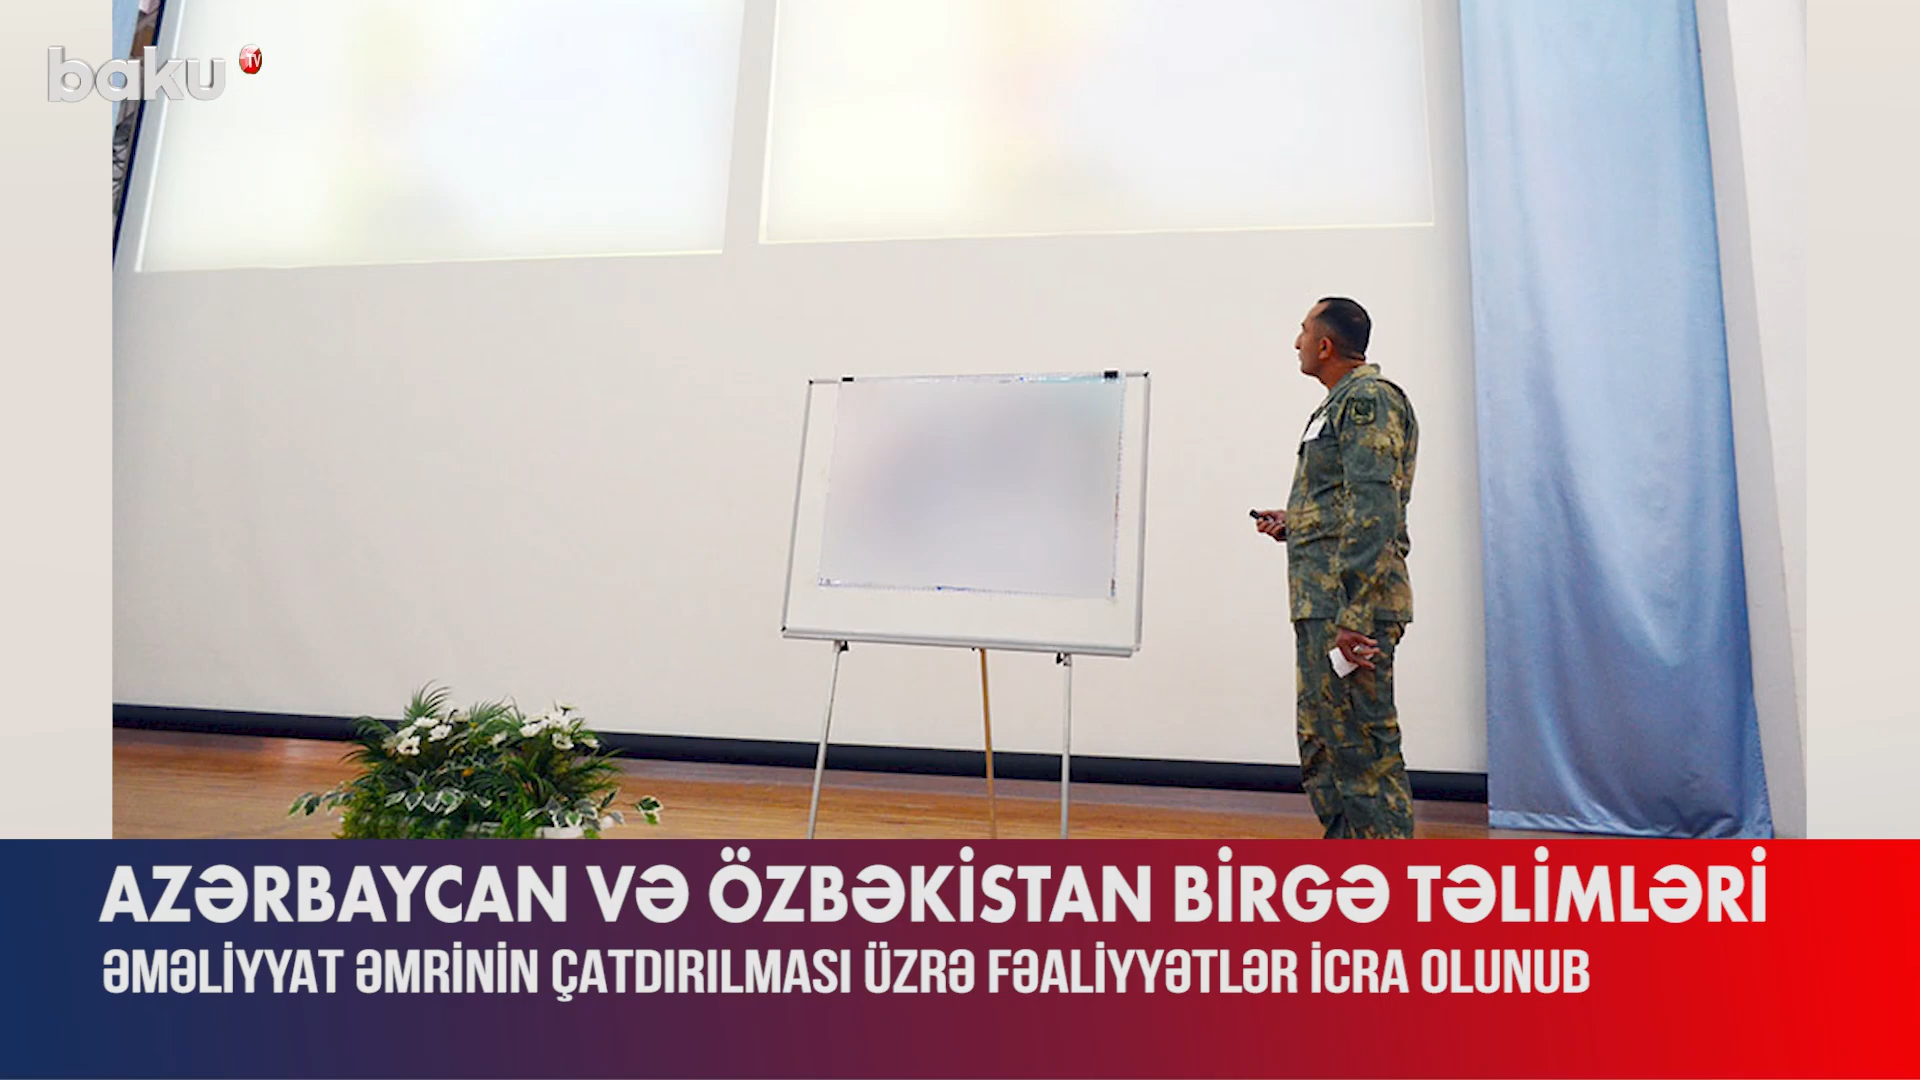 baku TV
AZƏRBAYCAN VƏ ÖZBƏKİSTAN BİRGƏ TƏLİMLƏRİ
ƏMƏLİYYAT ƏMRİNİN ÇATDIRILMASI ÜZRƏ FƏALİYYƏTLƏR İCRA OLUNUB